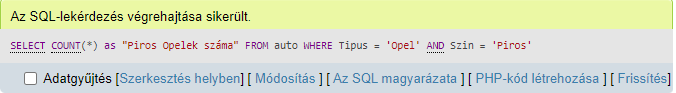 Az SQL-lekérdezés végrehajtása sikerült.
SELECT COUNT(*) as "Piros Opelek száma" FROM auto WHERE Tipus = 'Opel' AND Szin = 'Piros'
Adatgyűjtés [Szerkesztés helyben] [ Módosítás ] [ Az SQL magyarázata ] [ PHP-kód létrehozása ] [ Frissítés]